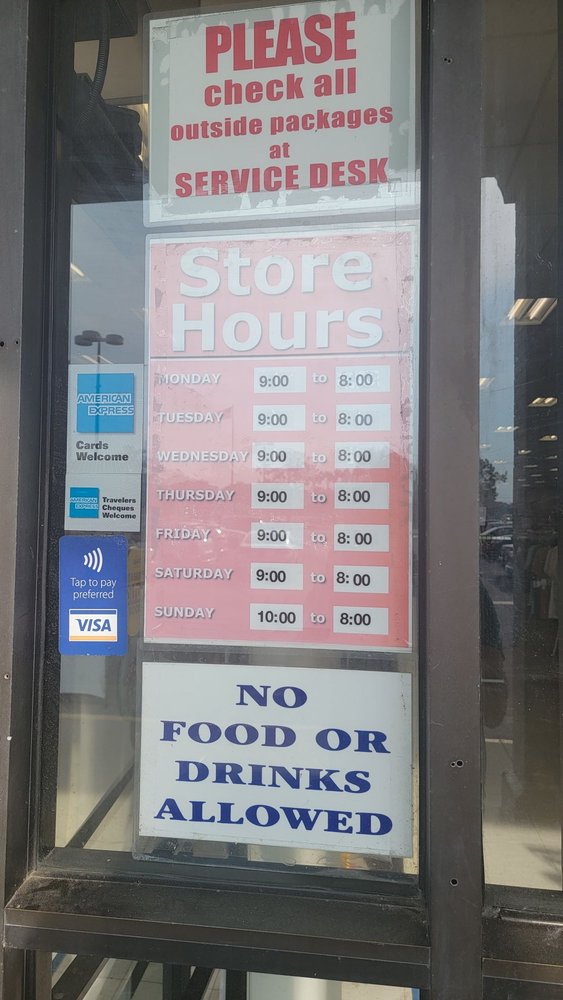 PLEASE
check all
outside packages
at
SERVICE DESK
Store
Hours
MONDAY 9:00 to 8:00
TUESDAY 9:00 to 8:00
WEDNESDAY 9:00 to 8:00
THURSDAY 9:00 to 8:00
FRIDAY 9:00 to 8:00
SATURDAY 9:00 to 8:00
SUNDAY 10:00 to 8:00
AMERICAN
EXPRESS
Cards
Welcome
AMERICAN
EXPRESS
Travelers
Cheques
Welcome
Tap to pay
preferred
VISA
NO
FOOD OR
DRINKS
ALLOWED